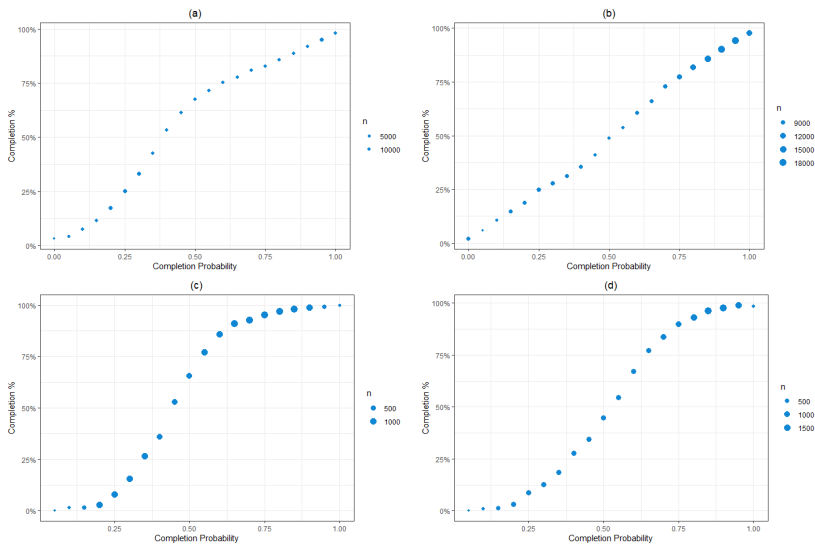 (a)
100%
75%
50%
25%
0%
Completion %
0.00 0.25 0.50 0.75 1.00
Completion Probability
n
5000
10000
(b)
100%
75%
50%
25%
0%
Completion %
0.00 0.25 0.50 0.75 1.00
Completion Probability
n
9000
12000
15000
18000
(c)
100%
75%
50%
25%
0%
Completion %
0.25 0.50 0.75 1.00
Completion Probability
n
500
1000
(d)
100%
75%
50%
25%
0%
Completion %
0.25 0.50 0.75 1.00
Completion Probability
n
500
1000
1500